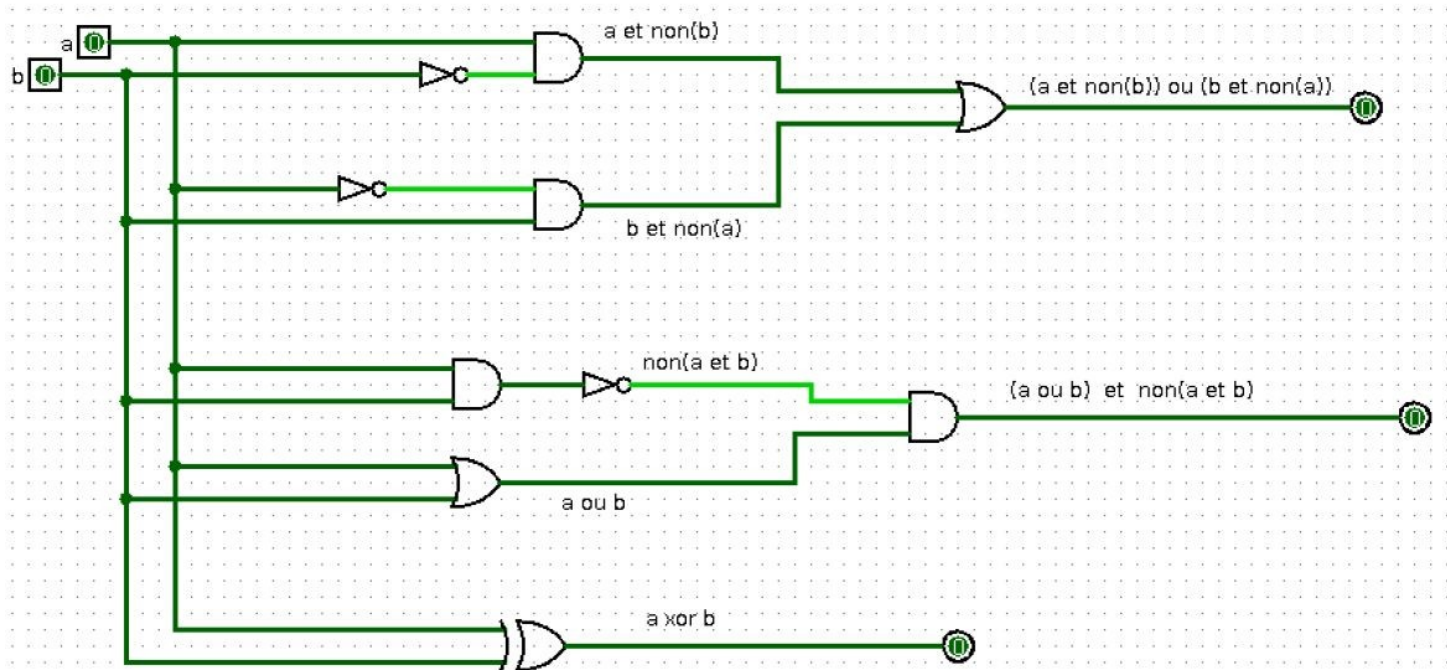 a
a et non(b)
b
(a et non(b)) ou (b et non(a))
b et non(a)
non(a et b)
(a ou b) et non(a et b)
a ou b
a xor b